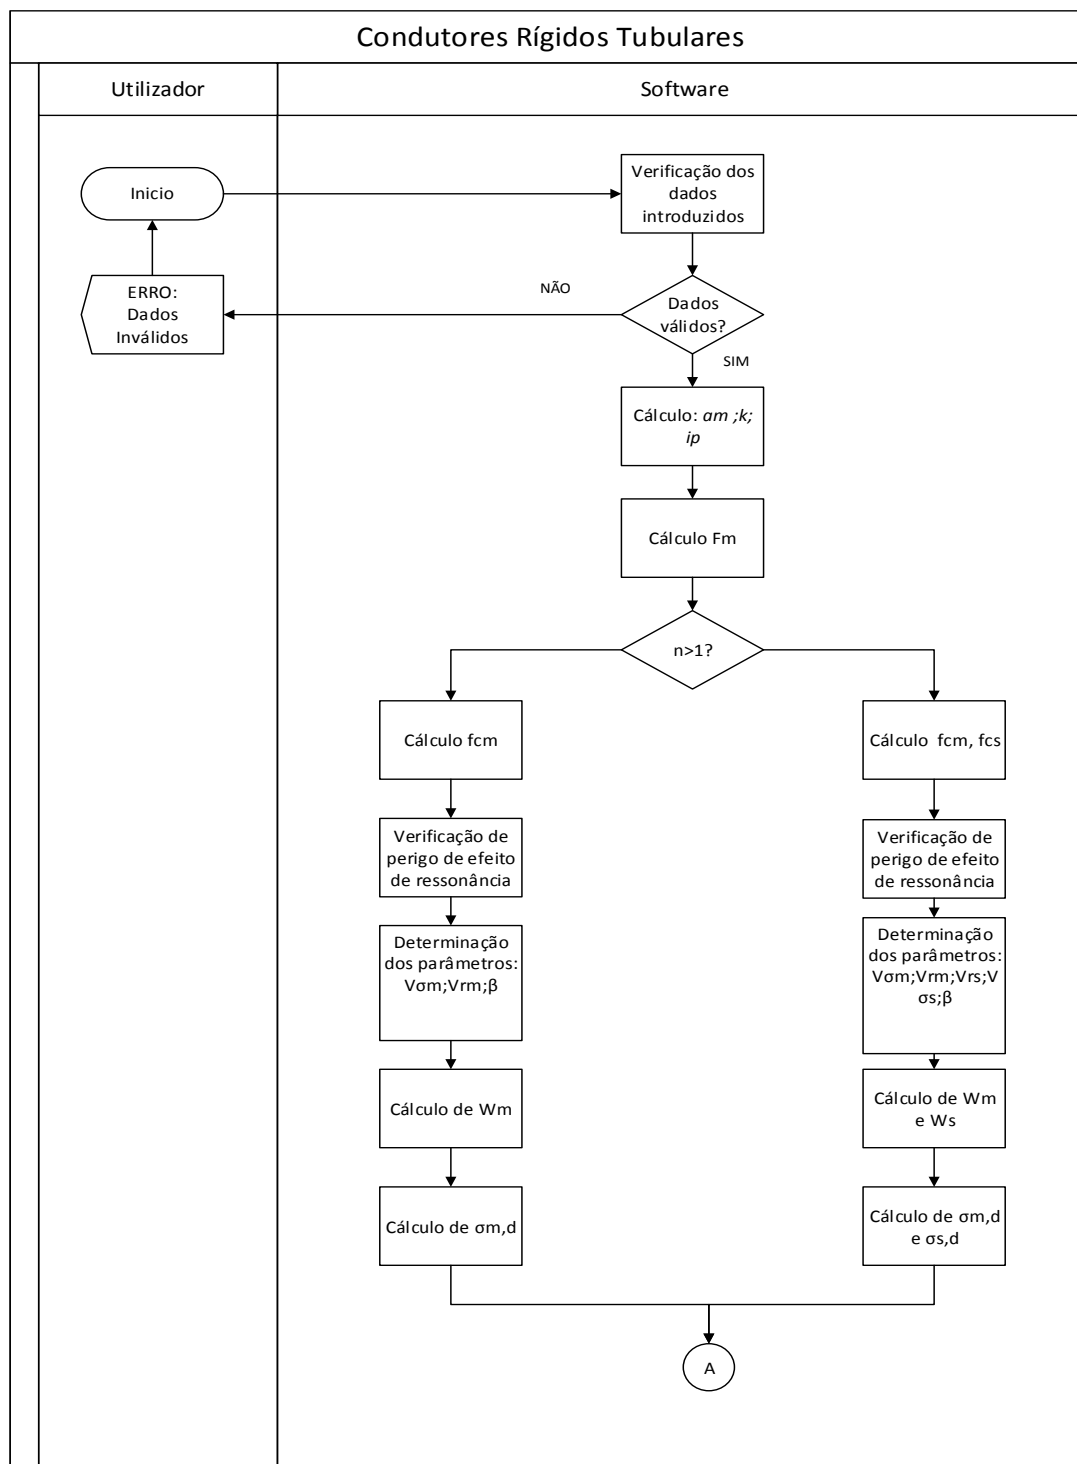 Condutores Rígidos Tubulares
Utilizador
Software
Inicio
Verificação dos
dados
introduzidos
ERRO:
Dados
Inválidos
NÃO
Dados
válidos?
SIM
Cálculo: am ;k;
ip
Cálculo Fm
n>1?
Cálculo fcm
Cálculo fcm, fcs
Verificação de
perigo de efeito
de ressonância
Verificação de
perigo de efeito
de ressonância
Determinação
dos parâmetros:
Vσm;Vrm;β
Determinação
dos parâmetros:
Vσm;Vrm;Vrs;V
σs;β
Cálculo de Wm
Cálculo de Wm
e Ws
Cálculo de σm,d
Cálculo de σm,d
e σs,d
A